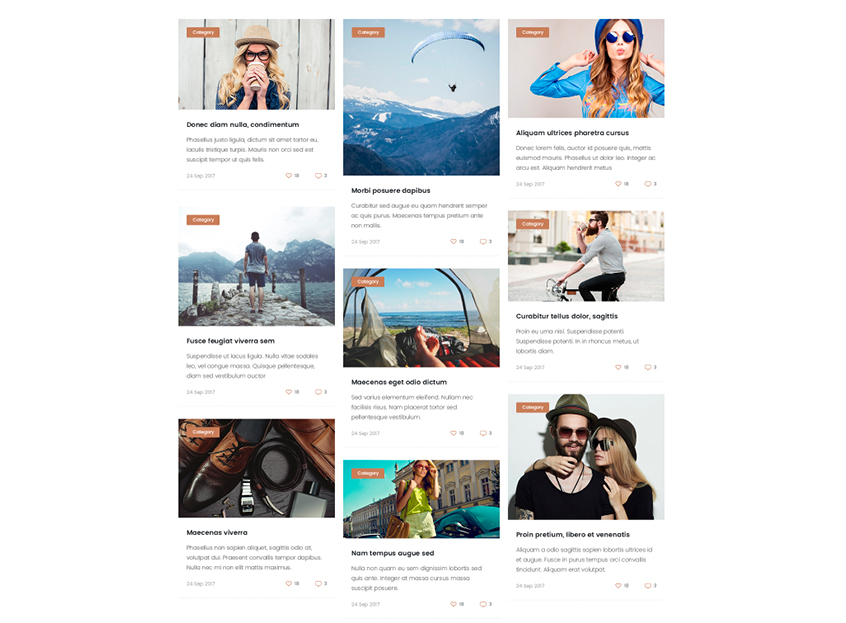 Category
Donec diam nulla, condimentum
Phasellus justo ligula, dictum sit amet tortor eu,
iaculis tristique turpis. Mauris non orci sed est
suscipit tempor ut quis felis.
24 Sep 2017 18 3
Category
Fusce feugiat viverra sem
Suspendisse ut lacus ligula. Nulla vitae sodales
leo, vel congue massa. Quisque pellentesque,
diam sed vestibulum auctor
24 Sep 2017 18 3
Category
Maecenas viverra
Phasellus non sapien aliquet, sagittis odio at,
volutpat dui. Praesent convallis tempor dapibus.
Nulla nec mi non elit mattis maximus.
24 Sep 2017 18 3
Category
Morbi posuere dapibus
Curabitur sed augue eu quam hendrerit semper
ac quis purus. Maecenas tempus pretium ante
non mallis.
24 Sep 2017 18 3
Category
Maecenas eget odio dictum
Sed varius elementum eleifend. Nullam nec
facilisis risus. Nam placerat tortor sed
pellentesque vestibulum.
24 Sep 2017 18 3
Category
Nam tempus augue sed
Nulla non quam eu sem dignissim lobortis sed
quis ante. Integer at massa cursus massa
suscipit posuere.
24 Sep 2017 18 3
Category
Aliquam ultrices pharetra cursus
Donec lorem felis, auctor id posuere quis, mattis
euismod mauris. Phasellus ut dolor leo. Integer ac
arcu est. Aliquam hendrerit metus
24 Sep 2017 18 3
Category
Curabitur tellus dolor, sagittis
Proin eu urna nisl. Suspendisse potenti.
Suspendisse potenti. In in rhoncus metus, ut
lobortis diam.
24 Sep 2017 18 3
Category
Proin pretium, libero et venenatis
Aliquam a odio sagittis sapien lobortis ultrices id
et augue. Fusce in purus tempus orci convallis
tincidunt. Aliquam erat volutpat.
24 Sep 2017 18 3